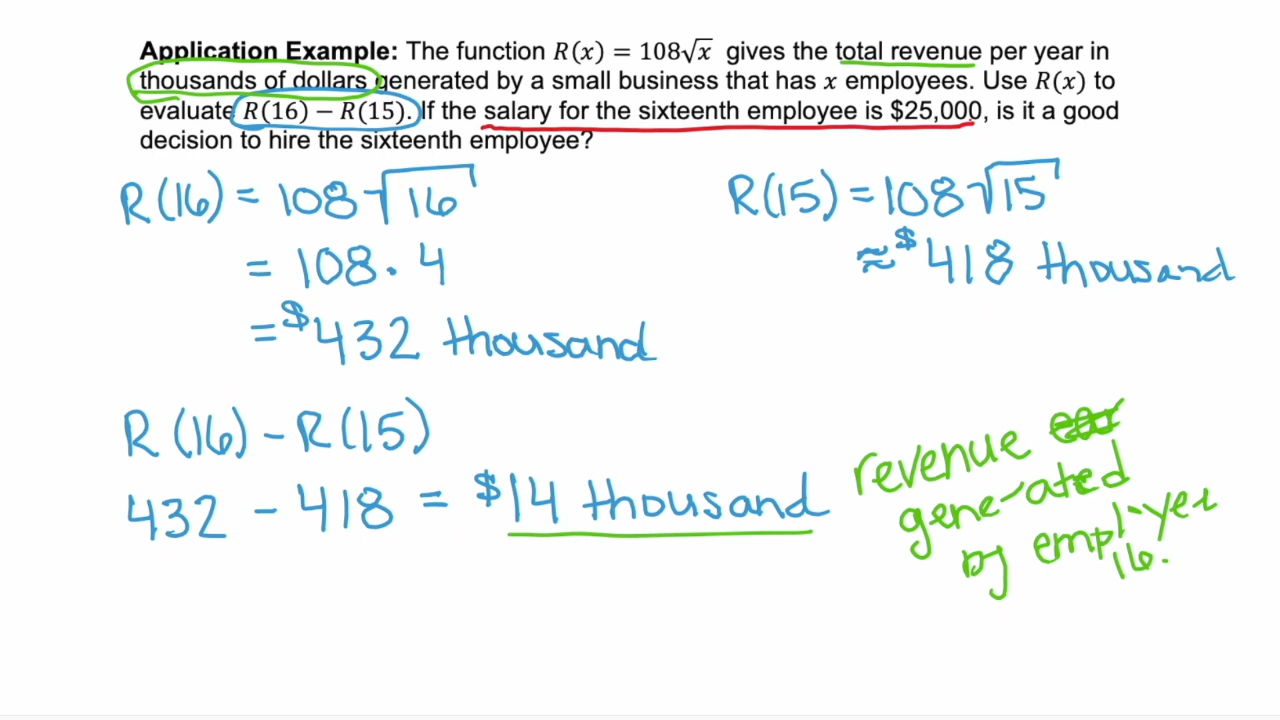 Application Example: The function R(x) = 108√x gives the total revenue per year in
thousands of dollars generated by a small business that has x employees. Use R(x) to
evaluate R(16) − R(15). If the salary for the sixteenth employee is $25,000, is it a good
decision to hire the sixteenth employee?
R(16) = 108√16
= 108 · 4
= $432 thousand
R(15) = 108√15
≈ $418 thousand
R(16) - R(15)
432 - 418 = $14 thousand
revenue
generated
by employee
16.